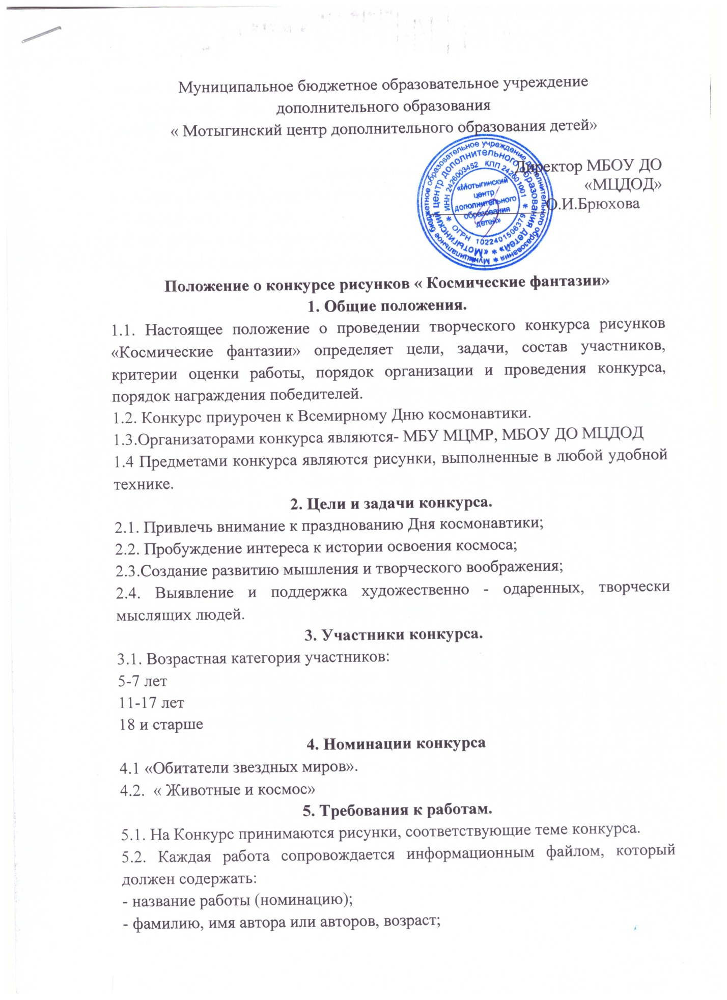 Муниципальное бюджетное образовательное учреждение
дополнительного образования
« Мотыгинский центр дополнительного образования детей»
Директор МБОУ ДО
«МЦДОД»
О.И.Брюхова
Муниципальное бюджетное образовательное учреждение дополнительного образования
«Мотыгинский центр дополнительного образования детей»
ИНН 2426003452 КПП 242601001
ОГРН 1022401506379
«Мотыгинский
центр
дополнительного
образования
детей»
Положение о конкурсе рисунков « Космические фантазии»
1. Общие положения.
1.1. Настоящее положение о проведении творческого конкурса рисунков
«Космические фантазии» определяет цели, задачи, состав участников,
критерии оценки работы, порядок организации и проведения конкурса,
порядок награждения победителей.
1.2. Конкурс приурочен к Всемирному Дню космонавтики.
1.3.Организаторами конкурса являются- МБУ МЦМР, МБОУ ДО МЦДОД
1.4 Предметами конкурса являются рисунки, выполненные в любой удобной
технике.
2. Цели и задачи конкурса.
2.1. Привлечь внимание к празднованию Дня космонавтики;
2.2. Пробуждение интереса к истории освоения космоса;
2.3.Создание развитию мышления и творческого воображения;
2.4. Выявление и поддержка художественно - одаренных, творчески
мыслящих людей.
3. Участники конкурса.
3.1. Возрастная категория участников:
5-7 лет
11-17 лет
18 и старше
4. Номинации конкурса
4.1 «Обитатели звездных миров».
4.2. « Животные и космос»
5. Требования к работам.
5.1. На Конкурс принимаются рисунки, соответствующие теме конкурса.
5.2. Каждая работа сопровождается информационным файлом, который
должен содержать:
- название работы (номинацию);
- фамилию, имя автора или авторов, возраст;